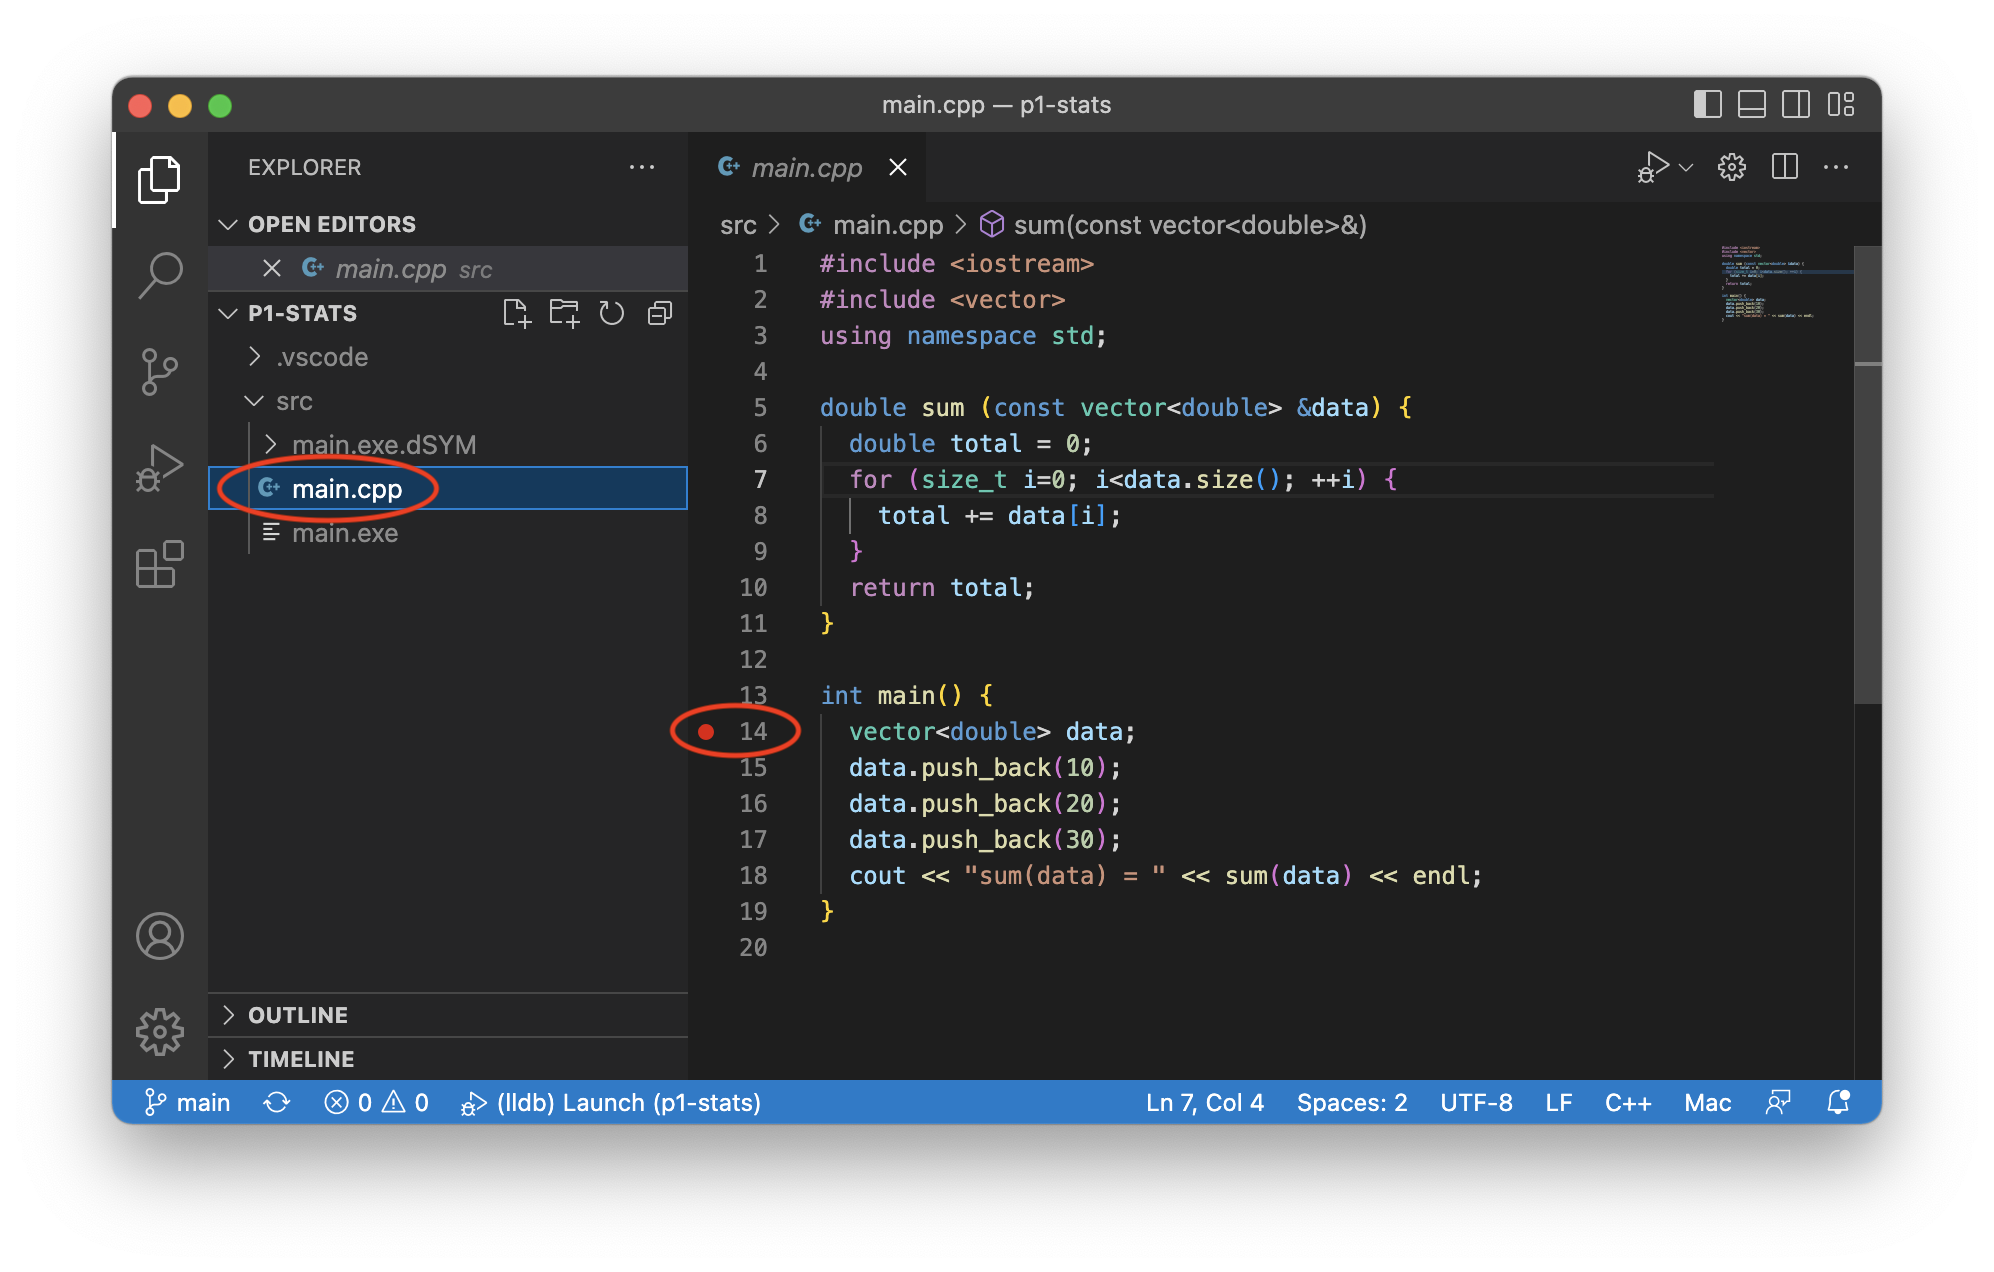 main.cpp — p1-stats
EXPLORER
OPEN EDITORS
main.cpp src
P1-STATS
.vscode
src
main.exe.dSYM
main.cpp
main.exe
OUTLINE
TIMELINE
main.cpp
src > main.cpp > sum(const vector<double>&)
1 #include <iostream>
2 #include <vector>
3 using namespace std;
4
5 double sum (const vector<double> &data) {
6   double total = 0;
7   for (size_t i=0; i<data.size(); ++i) {
8     total += data[i];
9   }
10   return total;
11 }
12
13 int main() {
14   vector<double> data;
15   data.push_back(10);
16   data.push_back(20);
17   data.push_back(30);
18   cout << "sum(data) = " << sum(data) << endl;
19 }
20
main 0 0 (lldb) Launch (p1-stats) Ln 7, Col 4 Spaces: 2 UTF-8 LF C++ Mac